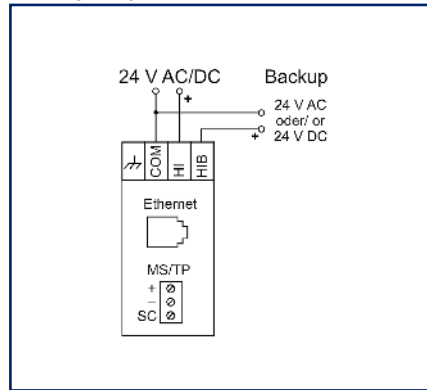 24 V AC/DC
Backup
+
24 V AC
oder/ or
+ 24 V DC
COM
HI
HIB
Ethernet
MS/TP
+
−
SC